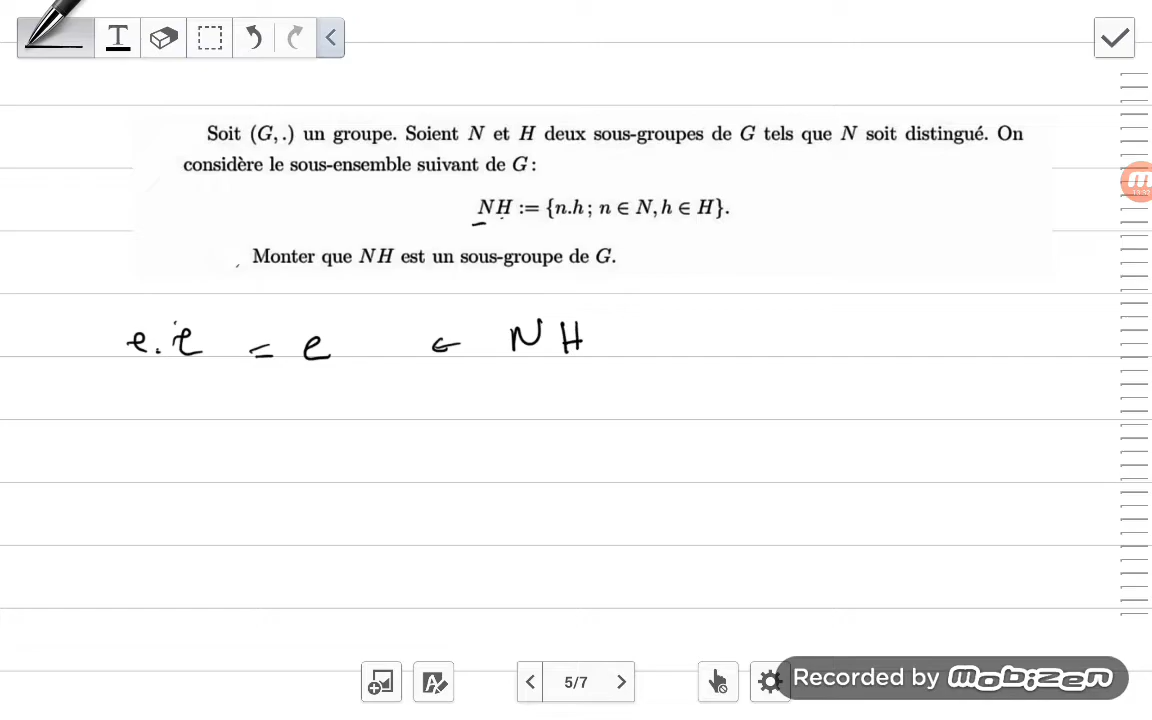 T
Soit (G, .) un groupe. Soient N et H deux sous-groupes de G tels que N soit distingué. On
considère le sous-ensemble suivant de G :
NH := {n.h ; n ∈ N, h ∈ H}.
Monter que NH est un sous-groupe de G.
e.e = e ∈ N H
5/7
Recorded by mobizen